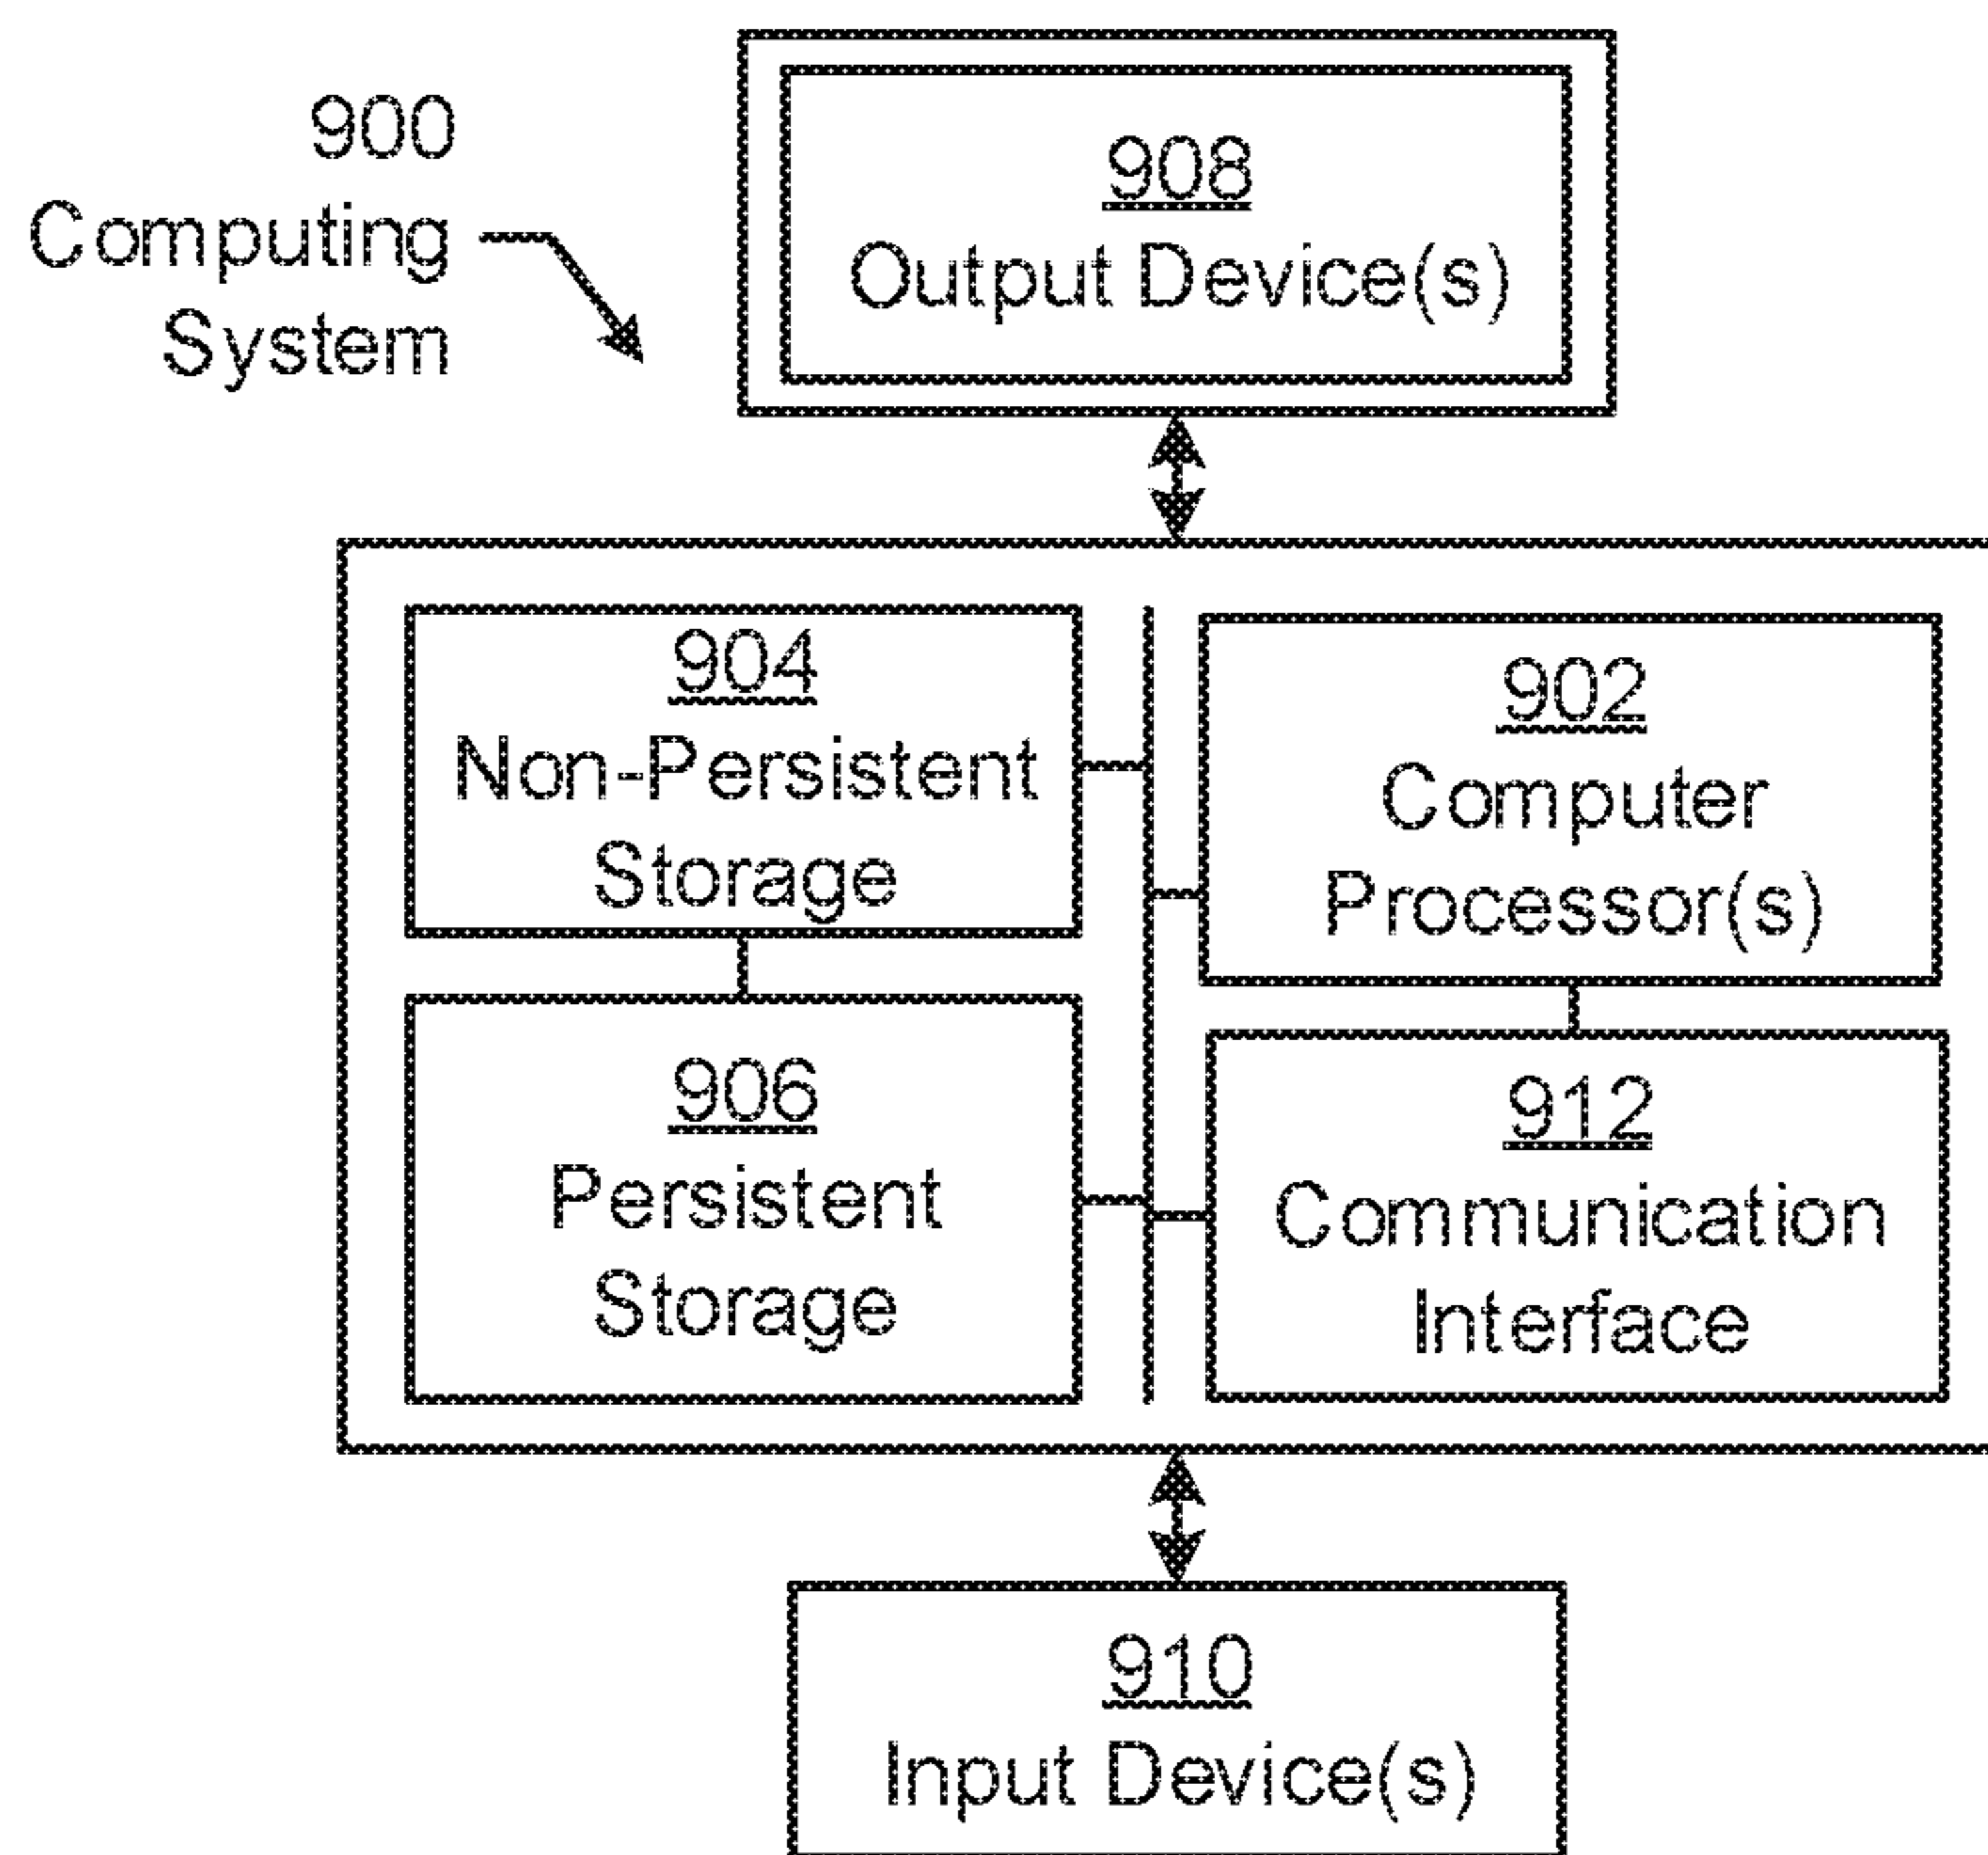 900
Computing
System
908
Output Device(s)
904
Non-Persistent
Storage
902
Computer
Processor(s)
906
Persistent
Storage
912
Communication
Interface
910
Input Device(s)